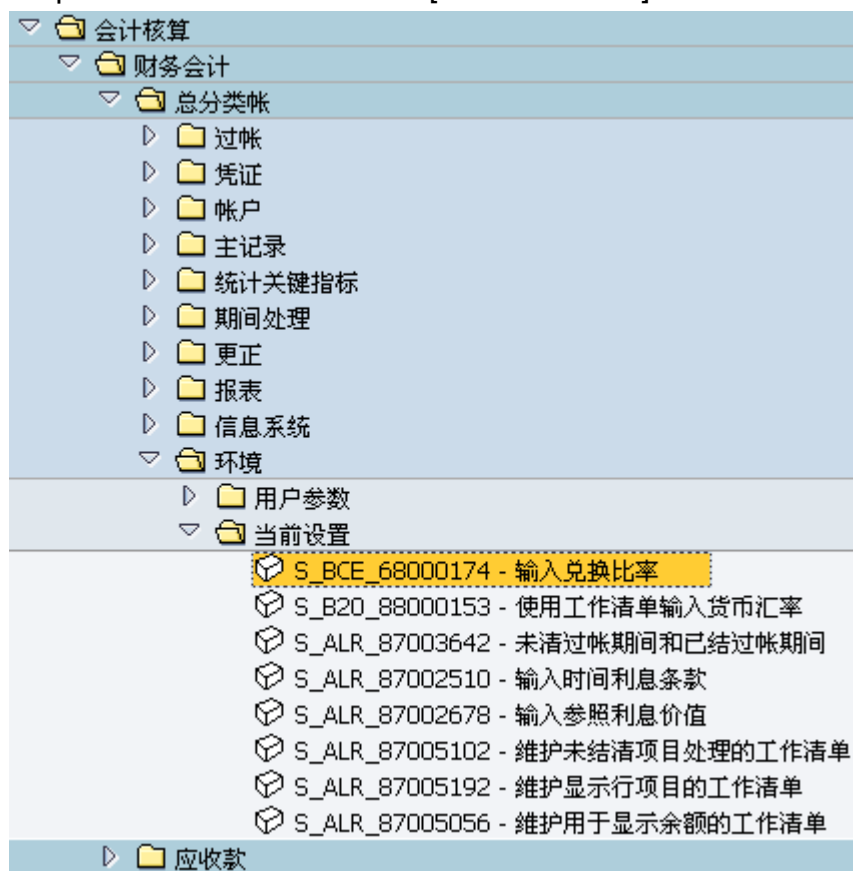 会计核算
财务会计
总分类帐
过帐
凭证
帐户
主记录
统计关键指标
期间处理
更正
报表
信息系统
环境
用户参数
当前设置
S_BCE_68000174 - 输入兑换比率
S_B20_88000153 - 使用工作清单输入货币汇率
S_ALR_87003642 - 未清过帐期间和已结过帐期间
S_ALR_87002510 - 输入时间利息条款
S_ALR_87002678 - 输入参照利息价值
S_ALR_87005102 - 維护未结清项目处理的工作清单
S_ALR_87005192 - 維护显示行项目的工作清单
S_ALR_87005056 - 維护用于显示余额的工作清单
应收款